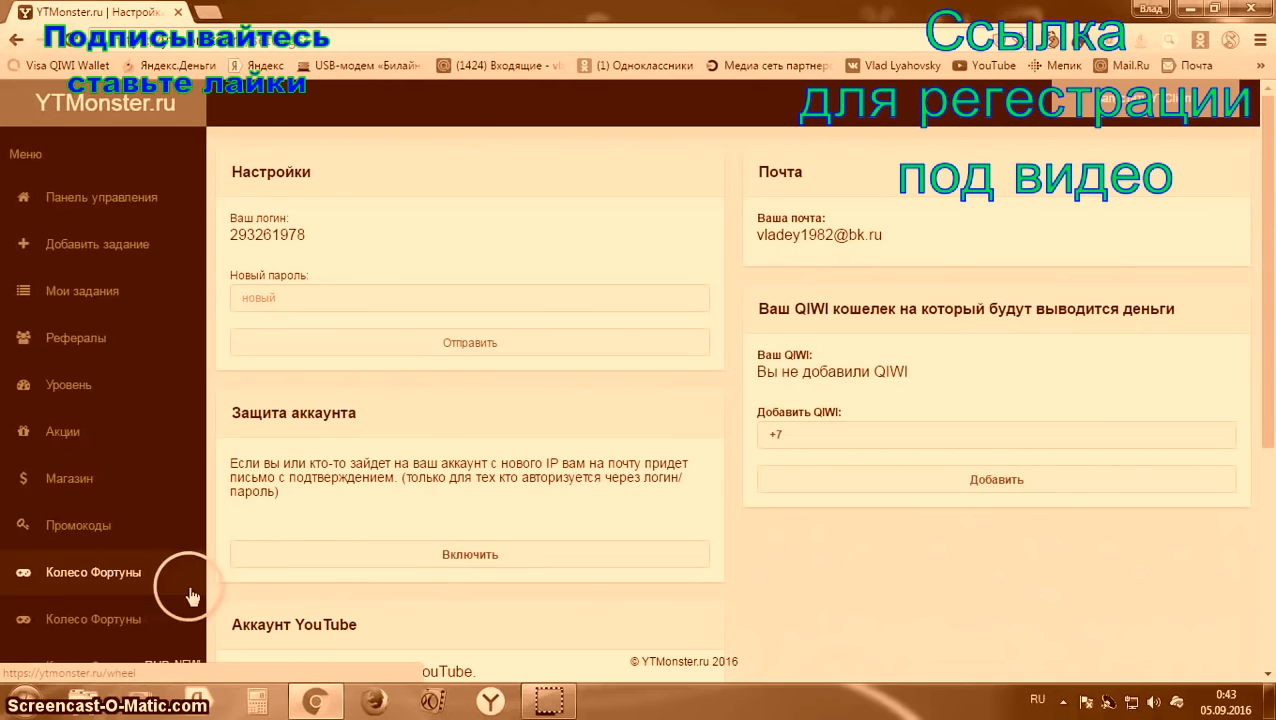 YTMonster.ru | Настройк
Влад
Подписывайтесь
ставьте лайки
Ссылка
для регестрации
под видео
Visa QIWI Wallet
Яндекс.Деньги
Яндекс
USB-модем «Билайн
(1424) Входящие - vl
(1) Одноклассники
Медиа сеть партнер
Vlad Lyahovsky
YouTube
Мепик
Mail.Ru
Почта
»
YTMonster.ru
Меню
Панель управления
Добавить задание
Мои задания
Рефералы
Уровень
Акции
Магазин
Промокоды
Колесо Фортуны
Колесо Фортуны
Настройки
Ваш логин:
293261978
Новый пароль:
новый
Отправить
Защита аккаунта
Если вы или кто-то зайдет на ваш аккаунт с нового IP вам на почту придет
письмо с подтверждением. (только для тех кто авторизуется через логин/
пароль)
Включить
Аккаунт YouTube
ouTube.
Почта
Ваша почта:
vladey1982@bk.ru
Ваш QIWI кошелек на который будут выводится деньги
Ваш QIWI:
Вы не добавили QIWI
Добавить QIWI:
+7
Добавить
© YTMonster.ru 2016
https://ytmonster.ru/wheel
Screencast-O-Matic.com
RU
0:43
05.09.2016